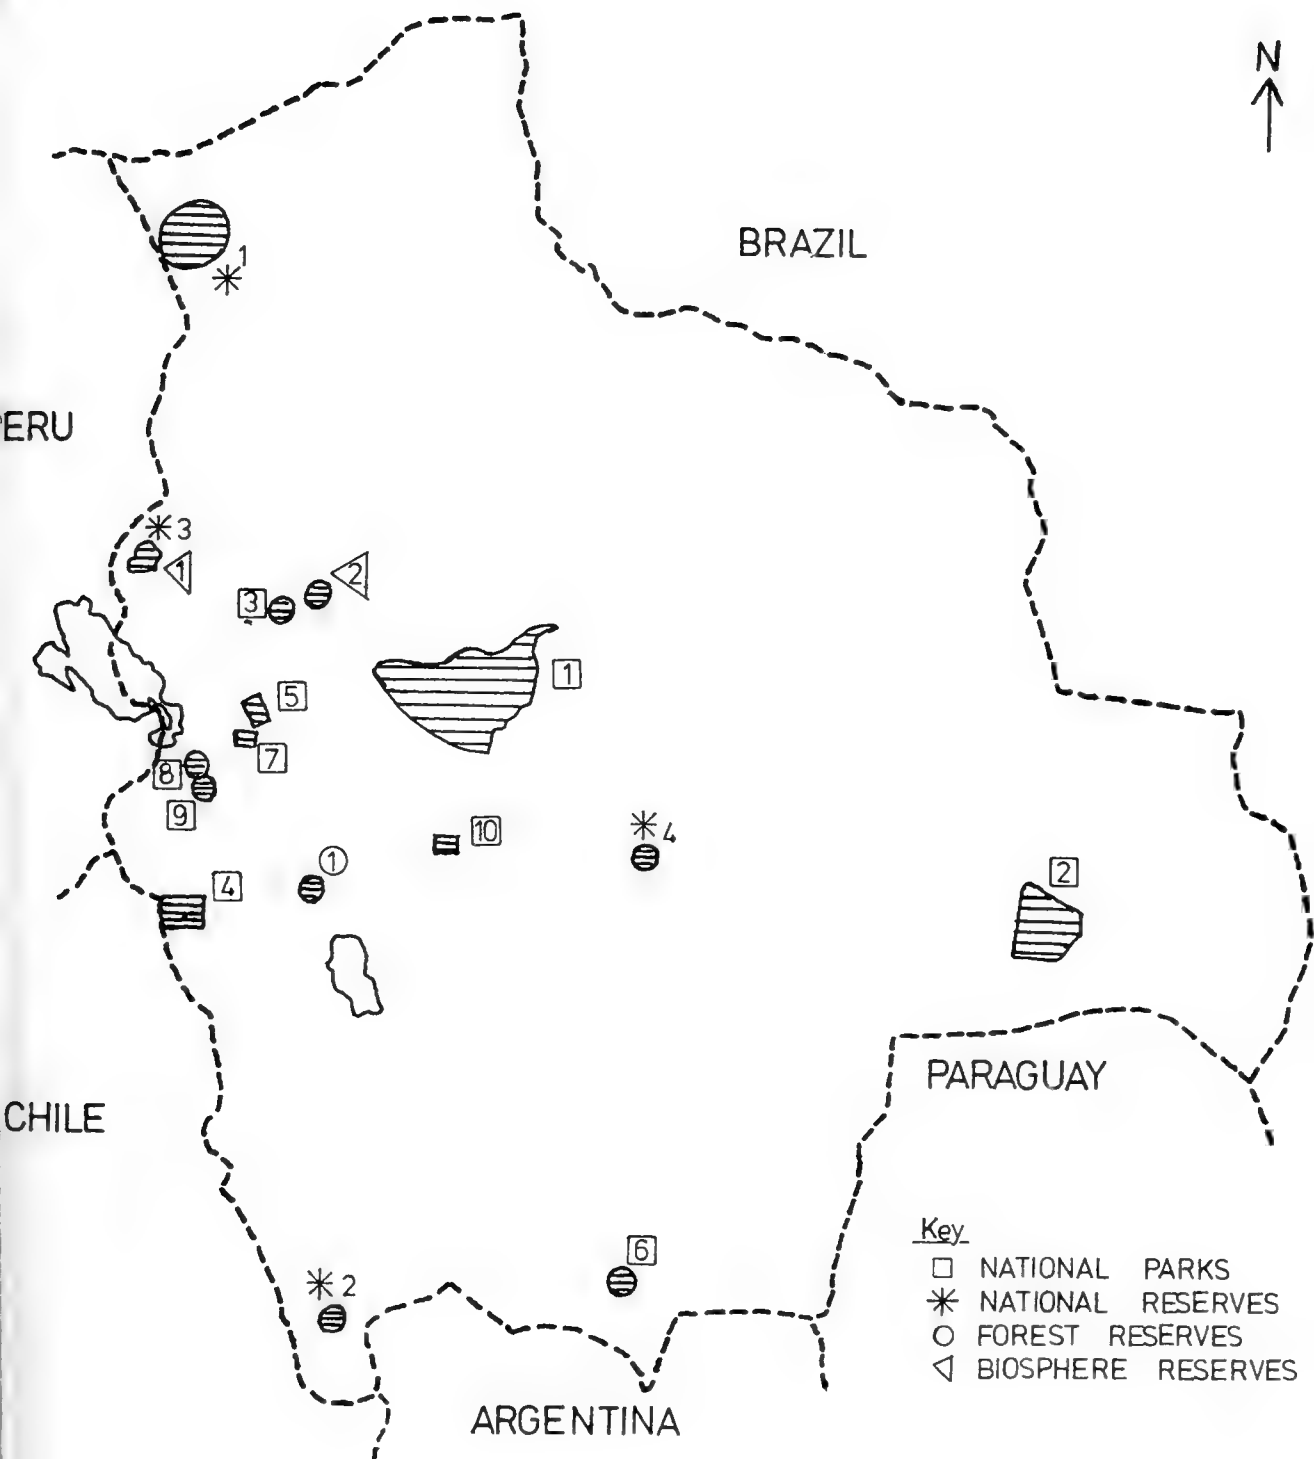 N
BRAZIL
1
ERU
3
1
2
3
1
5
7
8
9
10
4
1
4
2
PARAGUAY
CHILE
6
2
Key
NATIONAL PARKS
NATIONAL RESERVES
FOREST RESERVES
BIOSPHERE RESERVES
ARGENTINA